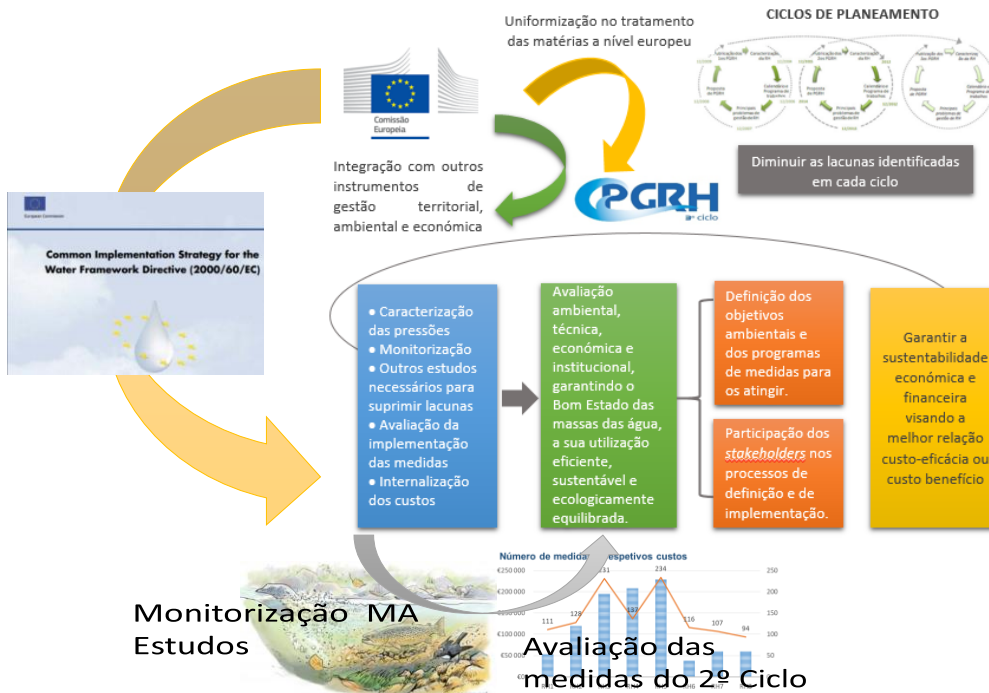 Uniformização no tratamento
das matérias a nível europeu
CICLOS DE PLANEAMENTO
Comissão
Europeia
Integração com outros
instrumentos de
gestão territorial,
ambiental e económica
PGRH
3º ciclo
Diminuir as lacunas identificadas
em cada ciclo
European Commission
Common Implementation Strategy for the
Water Framework Directive (2000/60/EC)
● Caracterização
das pressões
● Monitorização
● Outros estudos
necessários para
suprimir lacunas
● Avaliação da
implementação
das medidas
● Internalização
dos custos
Avaliação
ambiental,
técnica,
económica e
institucional,
garantindo o
Bom Estado das
massas das água,
a sua utilização
eficiente,
sustentável e
ecologicamente
equilibrada.
Definição dos
objetivos
ambientais e
dos programas
de medidas para
os atingir.
Participação dos
stakeholders nos
processos de
definição e de
implementação.
Garantir a
sustentabilidade
económica e
financeira
visando a
melhor relação
custo-eficácia ou
custo benefício
Número de medidas respetivos custos
€250 000
€200 000
€100 000
€50 000
250
200
150
100
50
111
128
231
137
234
116
107
94
Monitorização MA
Estudos
Avaliação das
medidas do 2º Ciclo